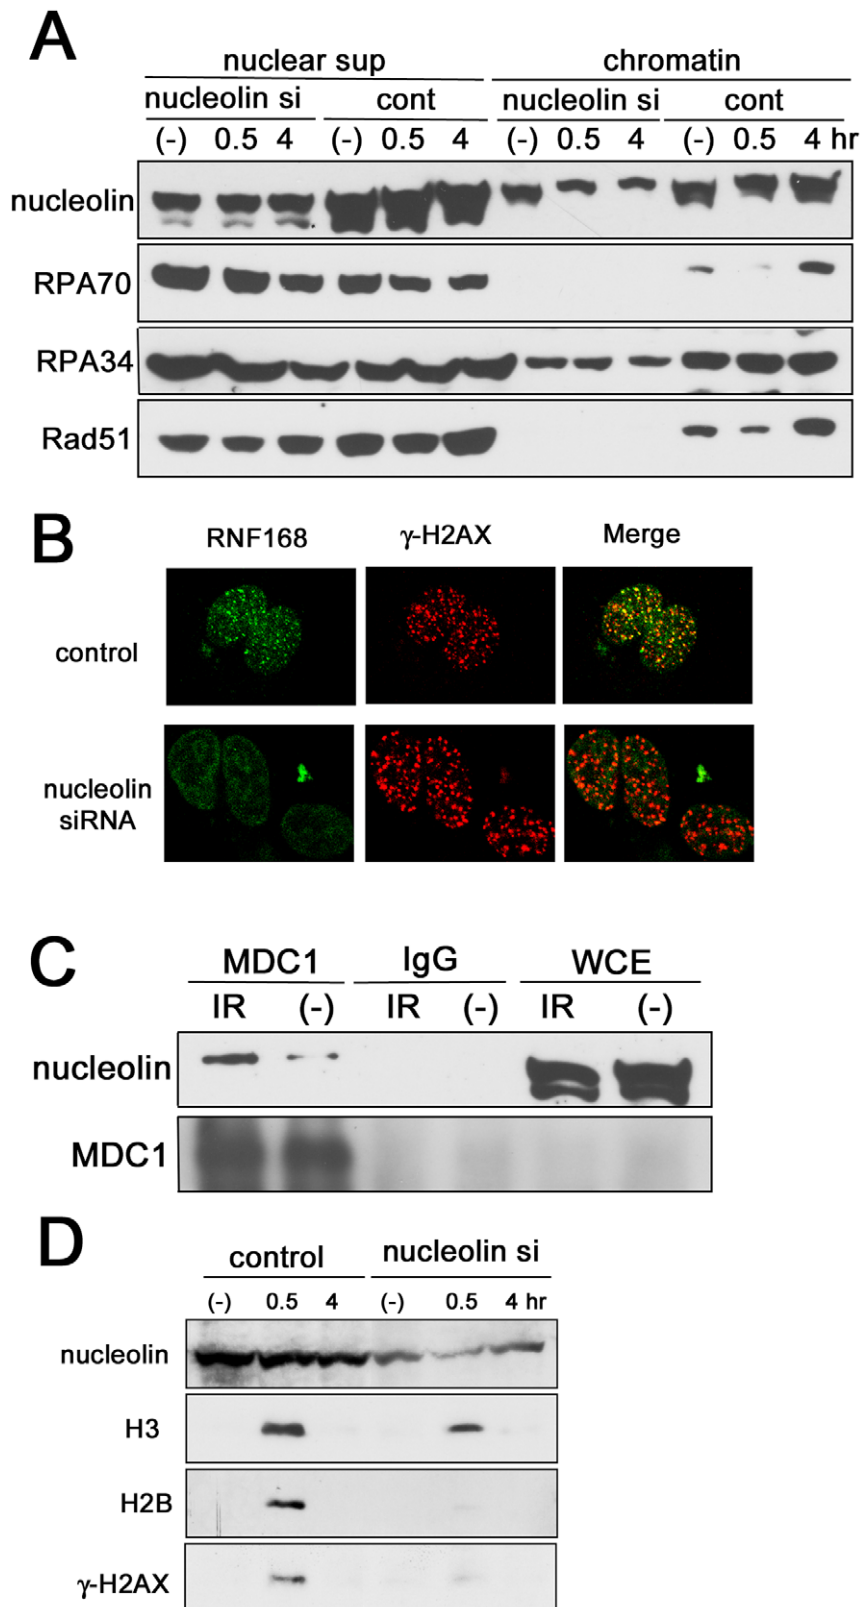 A
nuclear sup chromatin
nucleolin si cont nucleolin si cont
(-) 0.5 4 (-) 0.5 4 (-) 0.5 4 (-) 0.5 4 hr
nucleolin
RPA70
RPA34
Rad51
B
RNF168 γ-H2AX Merge
control
nucleolin
siRNA
C
MDC1 IgG WCE
IR (-) IR (-) IR (-)
nucleolin
MDC1
D
control nucleolin si
(-) 0.5 4 (-) 0.5 4 hr
nucleolin
H3
H2B
γ-H2AX